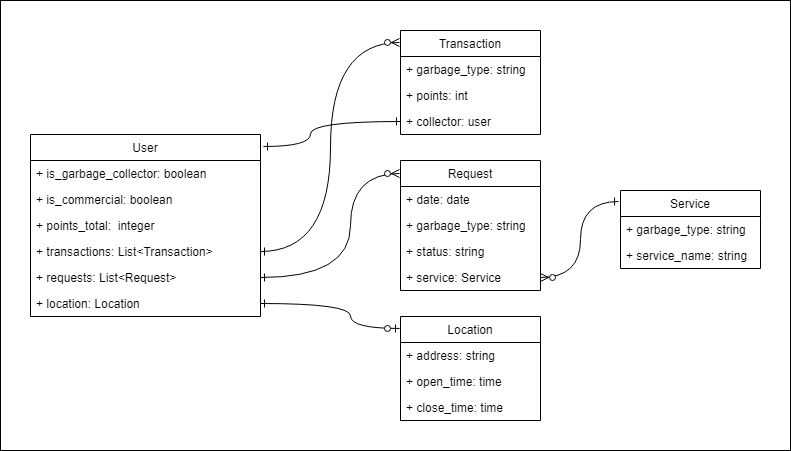 Transaction
+ garbage_type: string
+ points: int
+ collector: user
User
+ is_garbage_collector: boolean
+ is_commercial: boolean
+ points_total:  integer
+ transactions: List<Transaction>
+ requests: List<Request>
+ location: Location
Request
+ date: date
+ garbage_type: string
+ status: string
+ service: Service
Service
+ garbage_type: string
+ service_name: string
Location
+ address: string
+ open_time: time
+ close_time: time